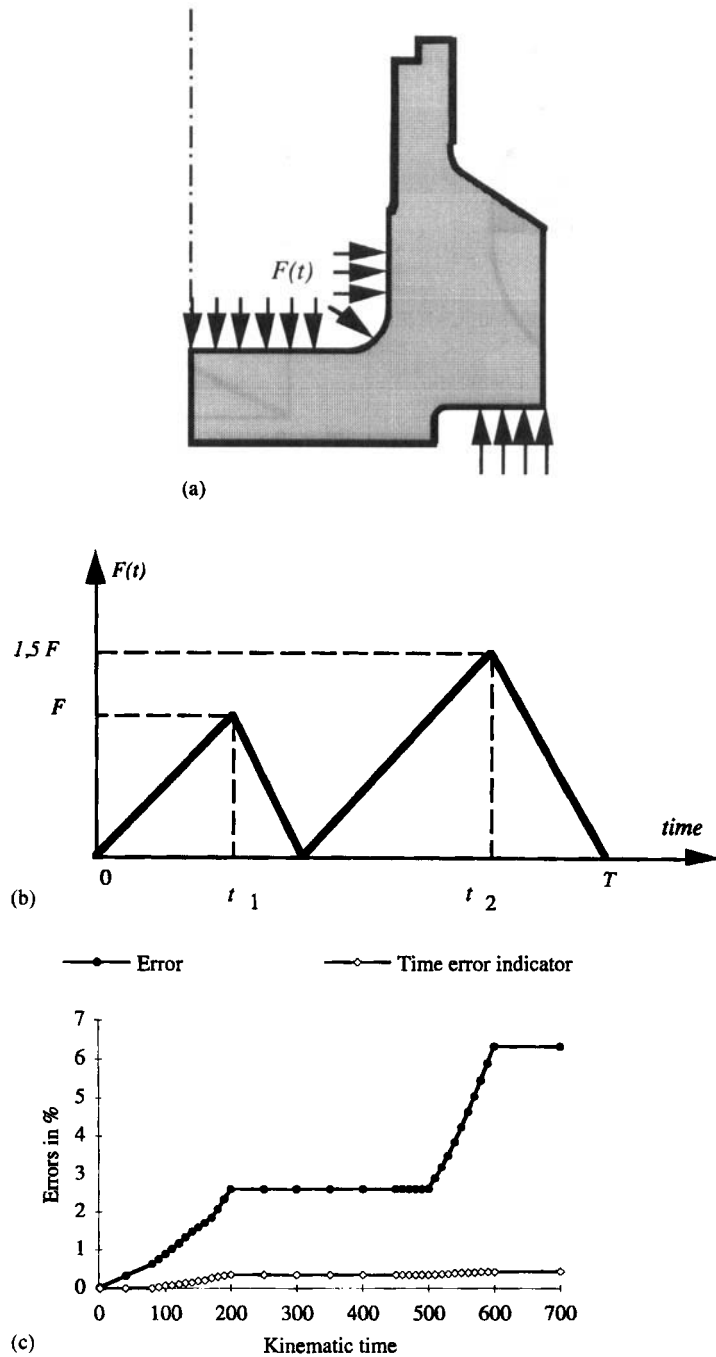 F(t)
(a)
F(t)
1,5 F
F
time
0
t 1
t 2
T
(b)
Error
Time error indicator
7
6
5
4
3
2
1
0
Errors in %
0 100 200 300 400 500 600 700
Kinematic time
(c)